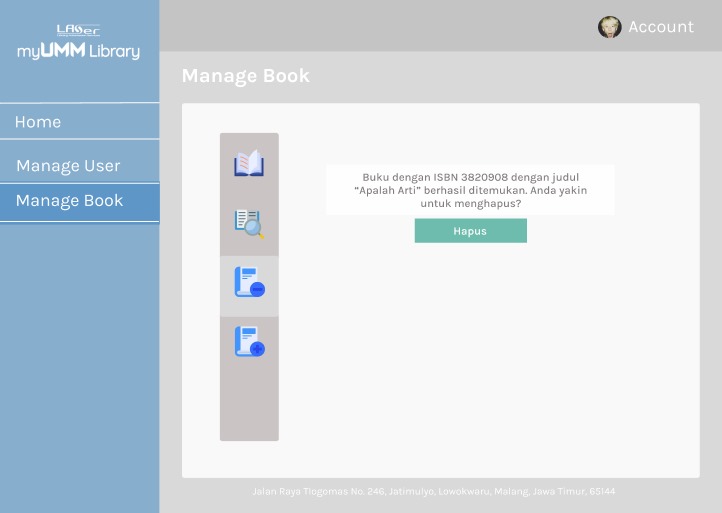 LASer
myUMM Library
Account
Manage Book
Home
Manage User
Manage Book
Buku dengan ISBN 3820908 dengan judul
“Apalah Arti” berhasil ditemukan. Anda yakin
untuk menghapus?
Hapus
Jalan Raya Tlogomas No. 246, Jatimulyo, Lowokwaru, Malang, Jawa Timur, 65144